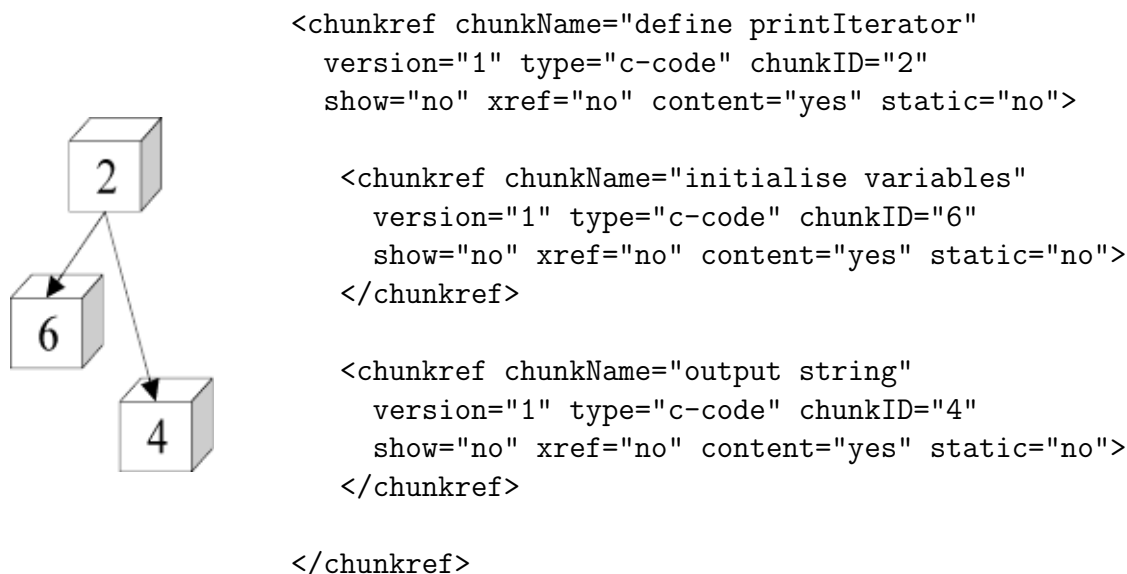 <chunkref chunkName="define printIterator"
version="1" type="c-code" chunkID="2"
show="no" xref="no" content="yes" static="no">
2
<chunkref chunkName="initialise variables"
version="1" type="c-code" chunkID="6"
show="no" xref="no" content="yes" static="no">
</chunkref>
6
<chunkref chunkName="output string"
version="1" type="c-code" chunkID="4"
show="no" xref="no" content="yes" static="no">
</chunkref>
4
</chunkref>